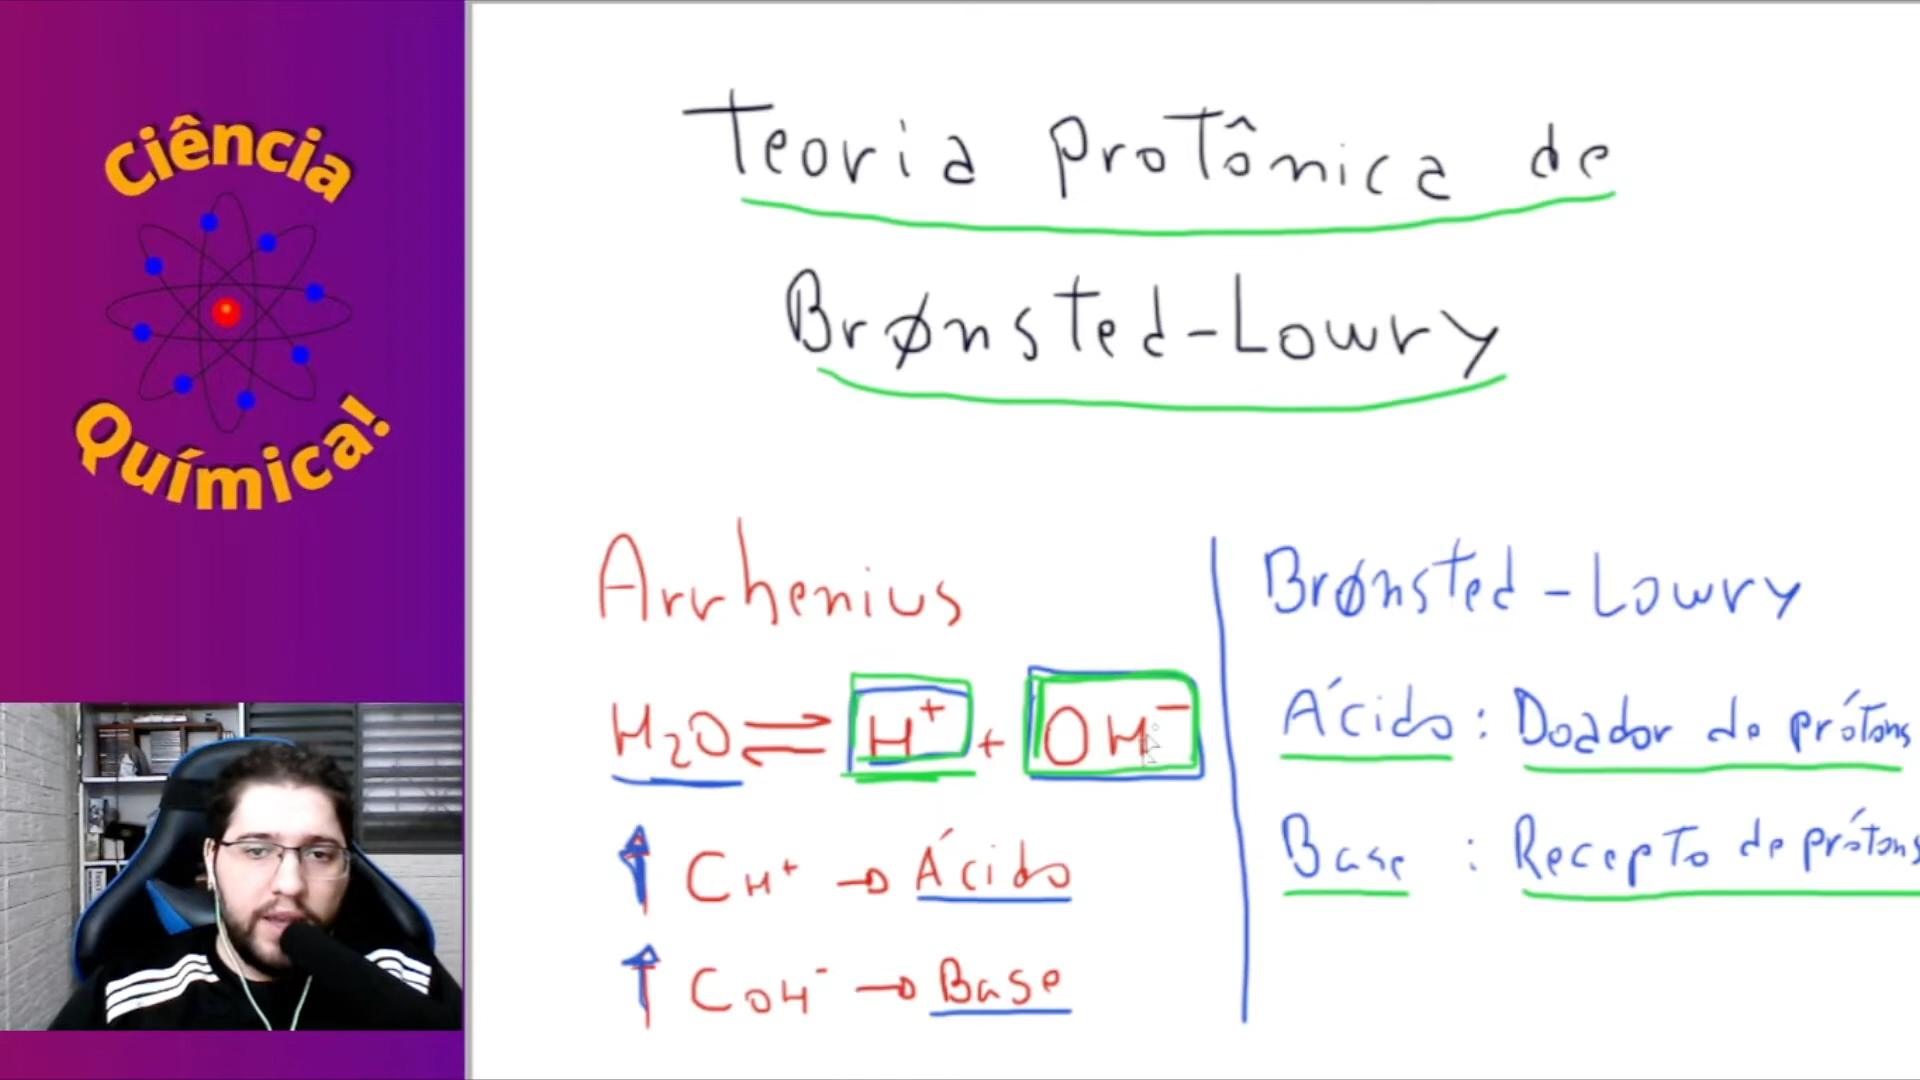 Ciência
Química!
Teoria Protônica de
Brønsted-Lowry
Arrhenius
H₂O ⇌ H⁺ + OH⁻
↑ CH⁺ → Ácido
↑ COH⁻ → Base
Brønsted-Lowry
Ácido: Doador de prótons
Base: Recepto de prótons